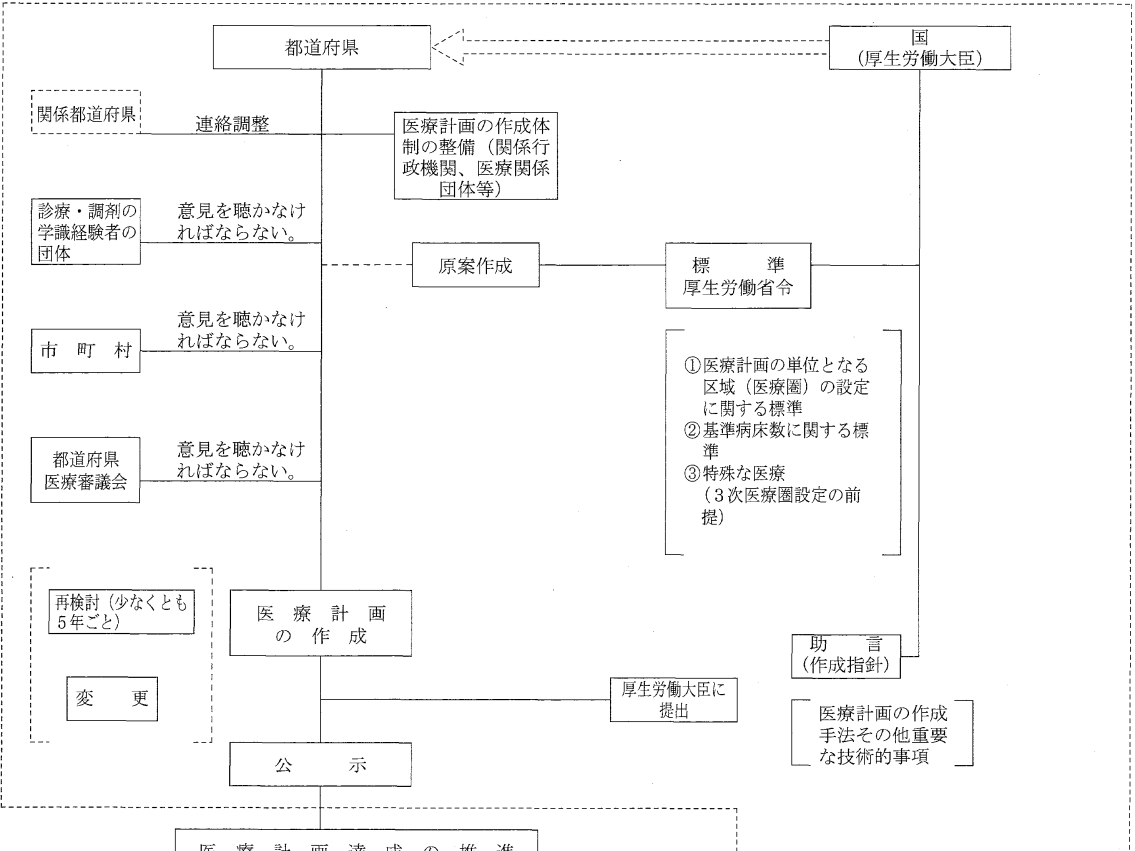 都道府県
国
（厚生労働大臣）
関係都道府県
連絡調整
医療計画の作成体
制の整備（関係行
政機関、医療関係
団体等）
診療・調剤の
学識経験者の
団体
意見を聴かなけ
ればならない。
原案作成
標　　準
厚生労働省令
市　町　村
意見を聴かなけ
ればならない。
①医療計画の単位となる
区域（医療圏）の設定
に関する標準
②基準病床数に関する標
準
③特殊な医療
（３次医療圏設定の前
提）
都道府県
医療審議会
意見を聴かなけ
ればならない。
再検討（少なくとも
５年ごと）
変　　更
医　療　計　画
の　作　成
助　　言
（作成指針）
厚生労働大臣に
提出
医療計画の作成
手法その他重要
な技術的事項
公　　示
医　療　計　画　達　成　の　推　進